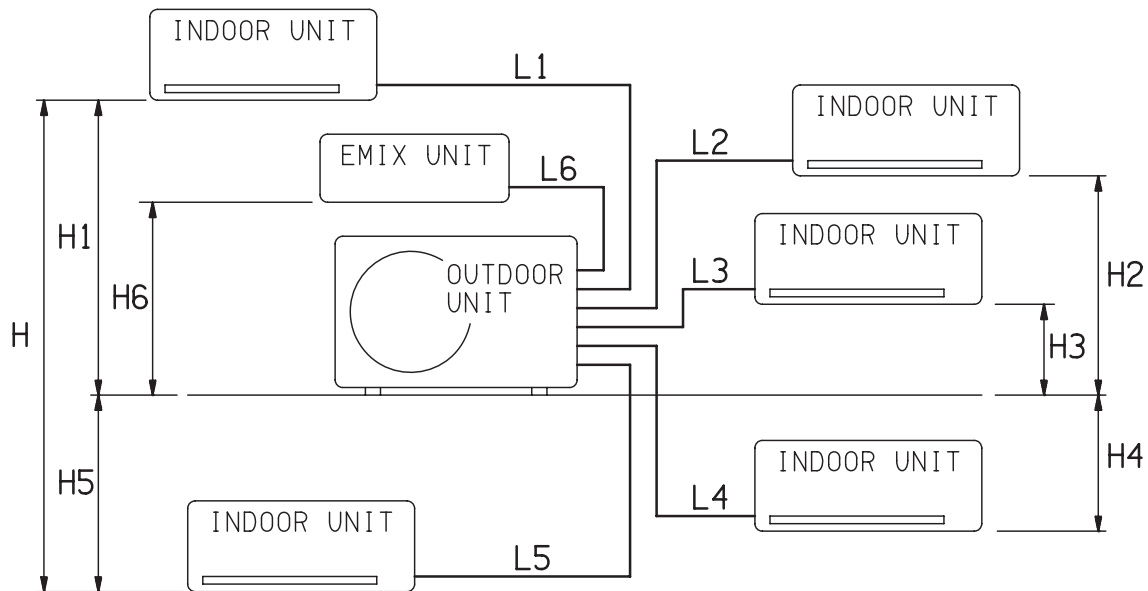 INDOOR UNIT
L1
INDOOR UNIT
EMIX UNIT
L6
L2
H1
H6
H
OUTDOOR
UNIT
INDOOR UNIT
L3
H2
H3
H5
INDOOR UNIT
H4
L4
INDOOR UNIT
L5